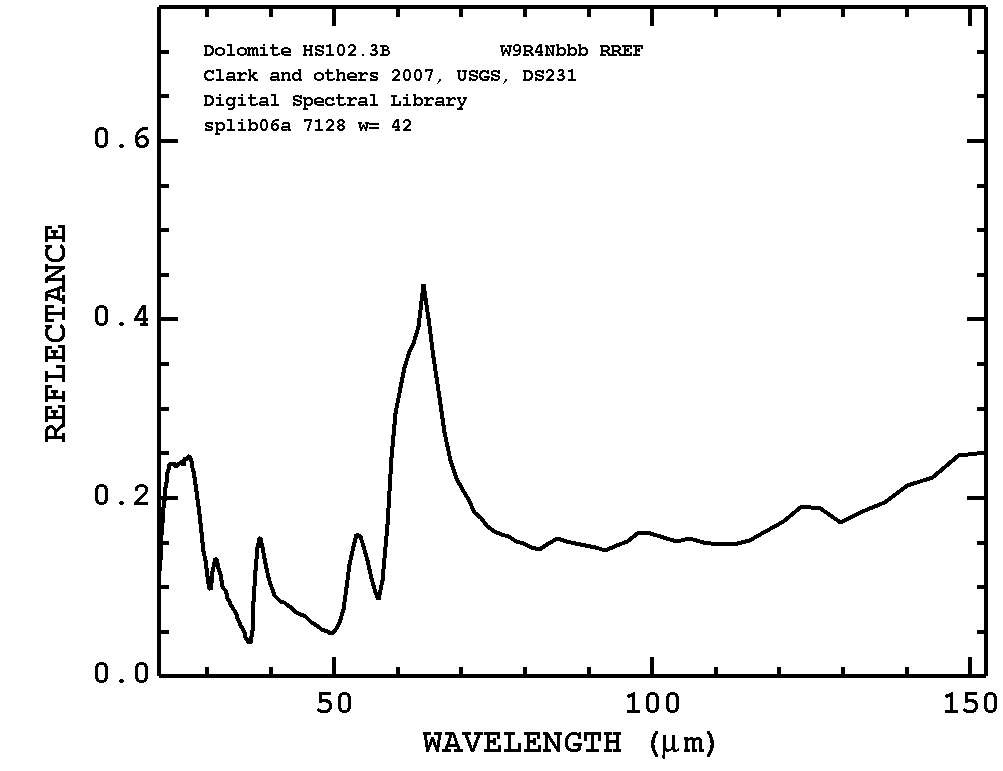 Dolomite HS102.3B W9R4Nbbb RREF
Clark and others 2007, USGS, DS231
Digital Spectral Library
splib06a 7128 w= 42
0.6
0.4
0.2
0.0
REFLECTANCE
50 100 150
WAVELENGTH (μm)